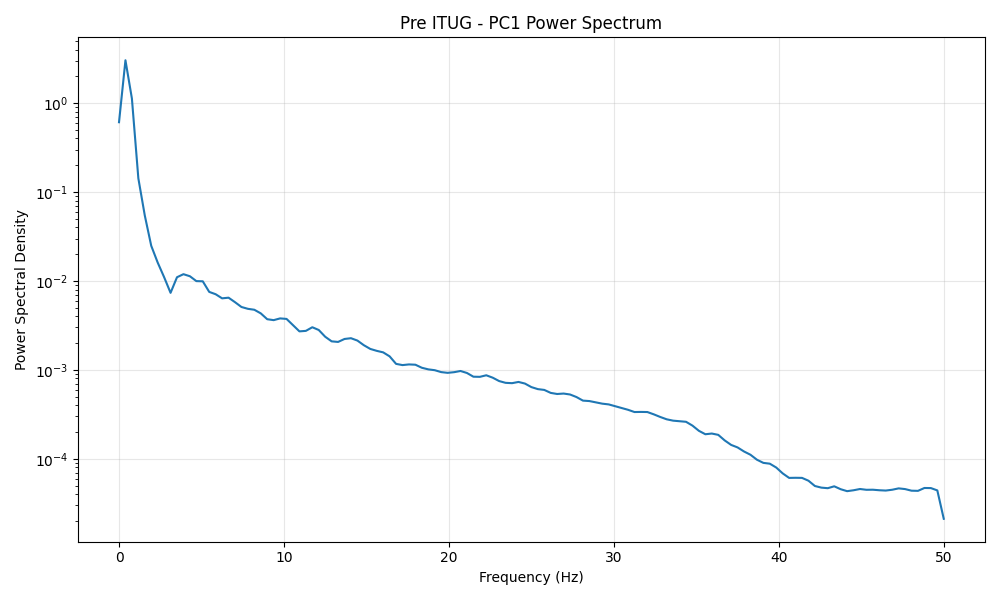 Pre ITUG - PC1 Power Spectrum
Power Spectral Density
10⁰
10⁻¹
10⁻²
10⁻³
10⁻⁴
0 10 20 30 40 50
Frequency (Hz)